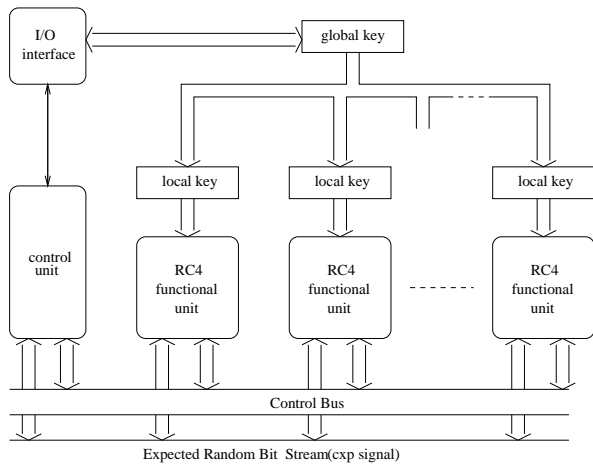 I/O
interface
global key
local key
local key
local key
control
unit
RC4
functional
unit
RC4
functional
unit
RC4
functional
unit
Control Bus
Expected Random Bit Stream(cxp signal)